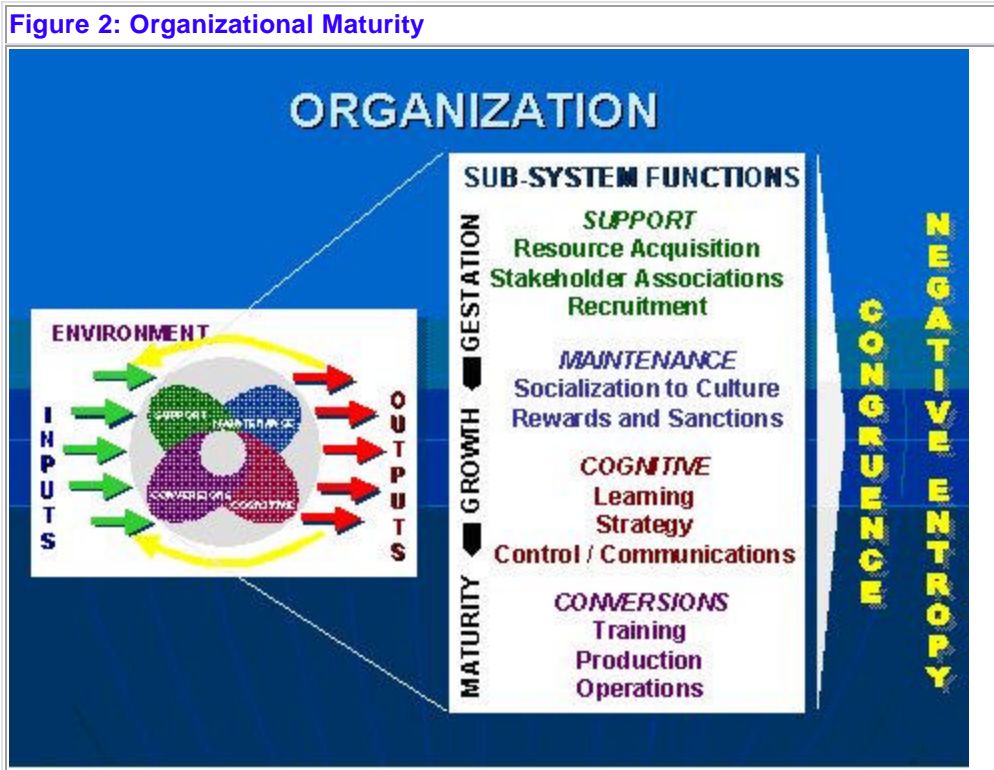 Figure 2: Organizational Maturity
ORGANIZATION
ENVIRONMENT
INPUTS
SUPPORT
MAINTENANCE
CONVERSIONS
COGNITIVE
OUTPUTS
SUB-SYSTEM FUNCTIONS
GESTATION
GROWTH
MATURITY
SUPPORT
Resource Acquisition
Stakeholder Associations
Recruitment
MAINTENANCE
Socialization to Culture
Rewards and Sanctions
COGNITIVE
Learning
Strategy
Control / Communications
CONVERSIONS
Training
Production
Operations
CONGRUENCE
NEGATIVE ENTROPY